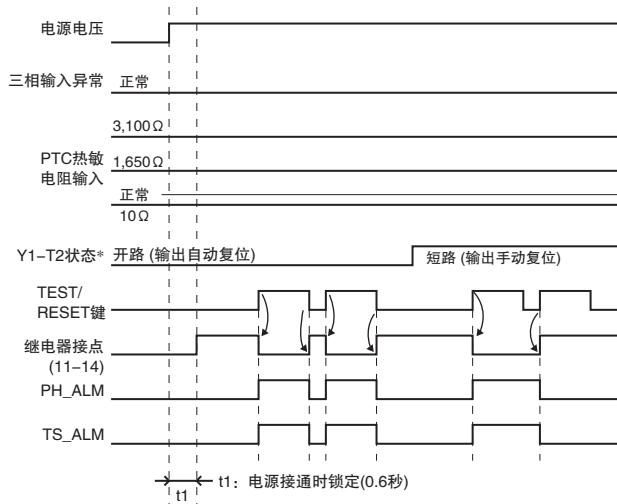 电源电压
三相输入异常 正常
3,100Ω
PTC热敏
电阻输入
1,650Ω
正常
10Ω
Y1–T2状态* 开路 (输出自动复位)
短路 (输出手动复位)
TEST/
RESET键
继电器接点
(11–14)
PH_ALM
TS_ALM
t1
t1：电源接通时锁定(0.6秒)